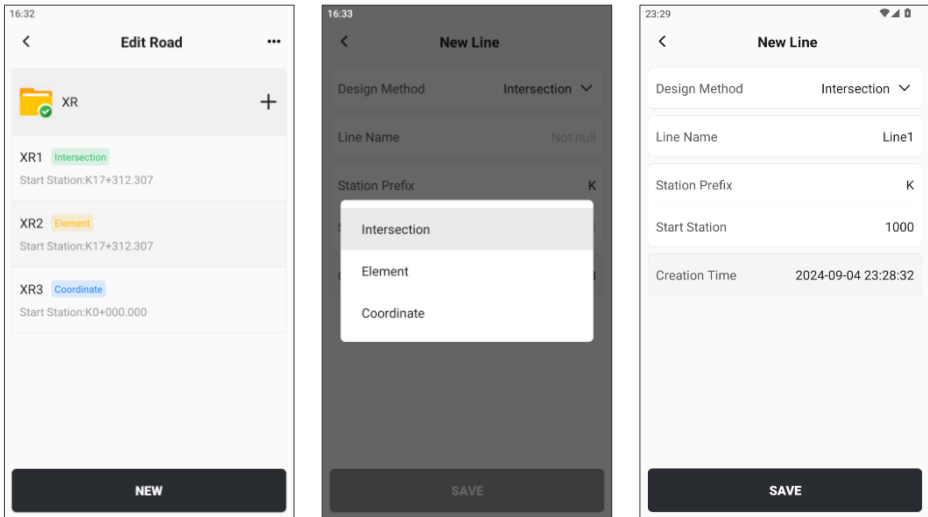 16:32
Edit Road
XR
XR1 Intersection
Start Station:K17+312.307
XR2 Element
Start Station:K17+312.307
XR3 Coordinate
Start Station:K0+000.000
NEW
16:33
New Line
Design Method Intersection
Line Name Not null
Station Prefix K
Intersection
Element
Coordinate
SAVE
23:29
New Line
Design Method Intersection
Line Name Line1
Station Prefix K
Start Station 1000
Creation Time 2024-09-04 23:28:32
SAVE